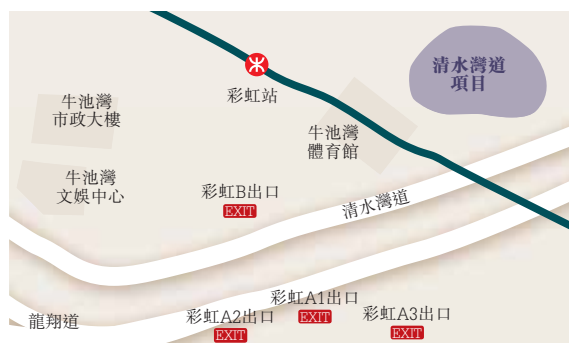 清水灣道
項目
彩虹站
牛池灣
市政大樓
牛池灣
體育館
牛池灣
文娛中心
彩虹B出口
EXIT
清水灣道
龍翔道
彩虹A2出口
EXIT
彩虹A1出口
EXIT
彩虹A3出口
EXIT